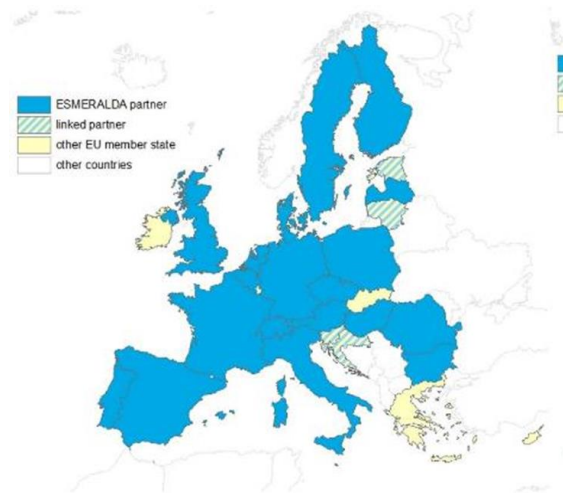 ESMERALDA partner
linked partner
other EU member state
other countries